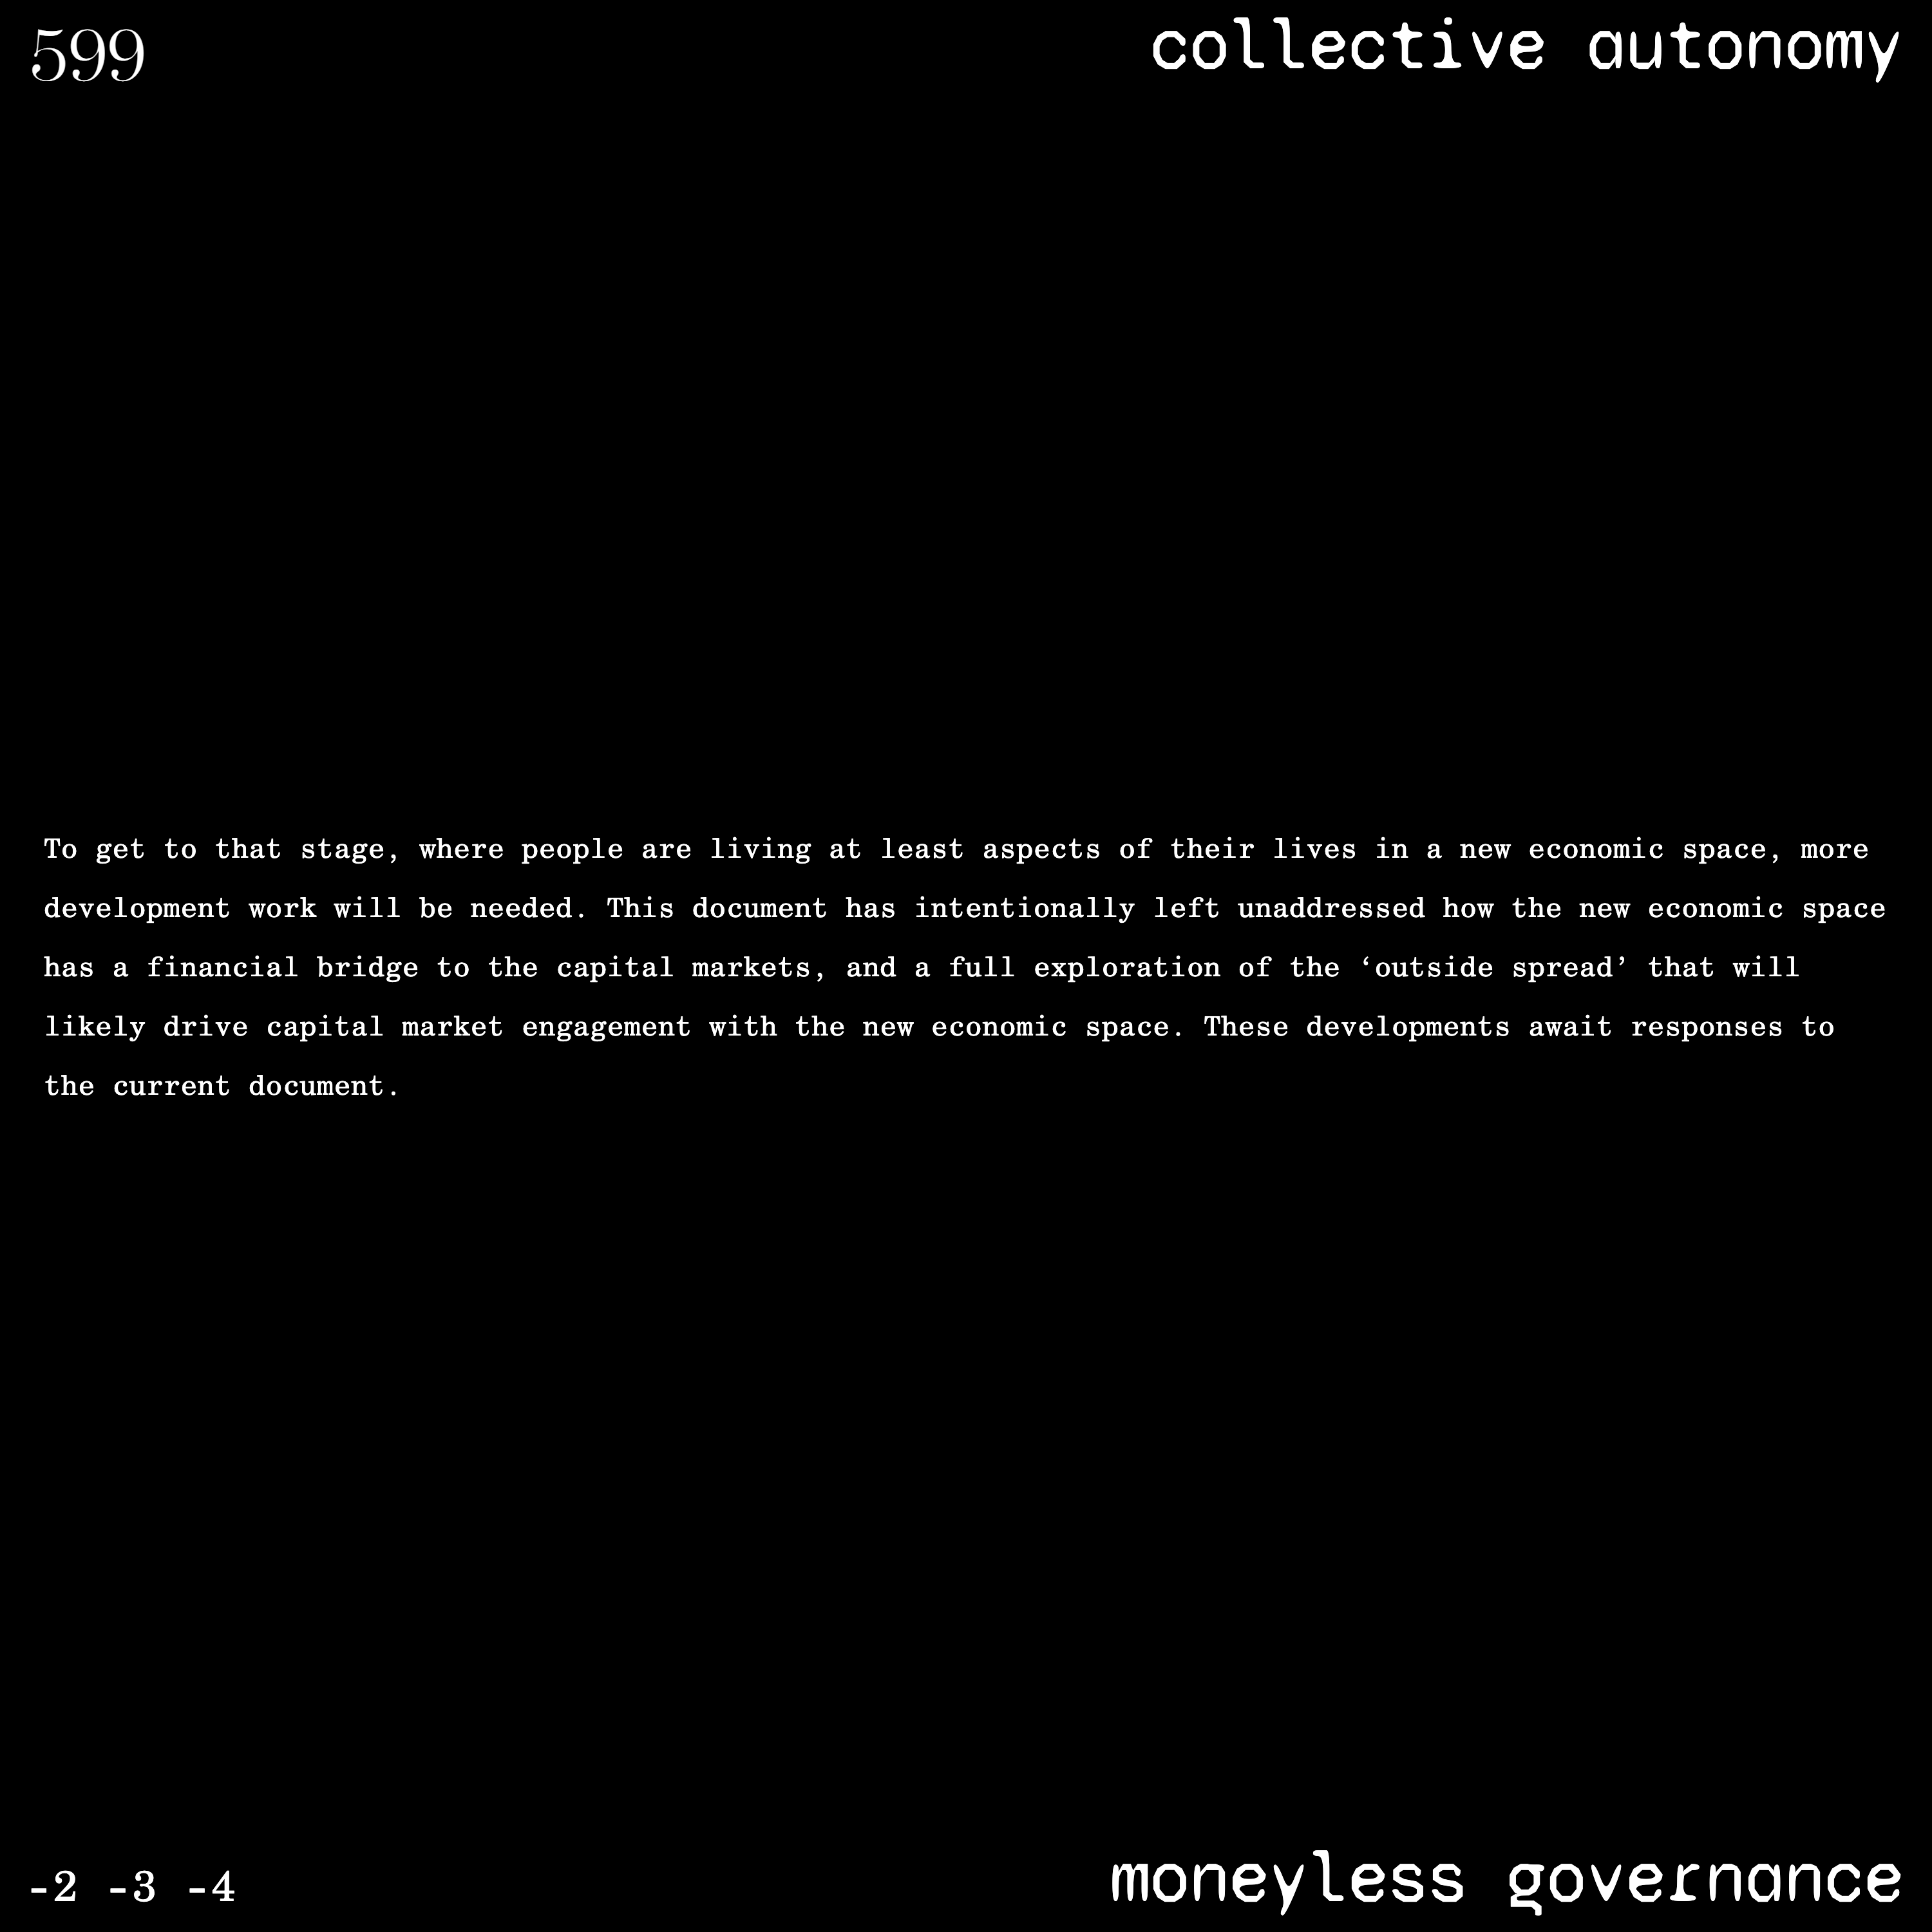 599
collective autonomy
To get to that stage, where people are living at least aspects of their lives in a new economic space, more
development work will be needed. This document has intentionally left unaddressed how the new economic space
has a financial bridge to the capital markets, and a full exploration of the ‘outside spread’ that will
likely drive capital market engagement with the new economic space. These developments await responses to
the current document.
-2 -3 -4
moneyless governance